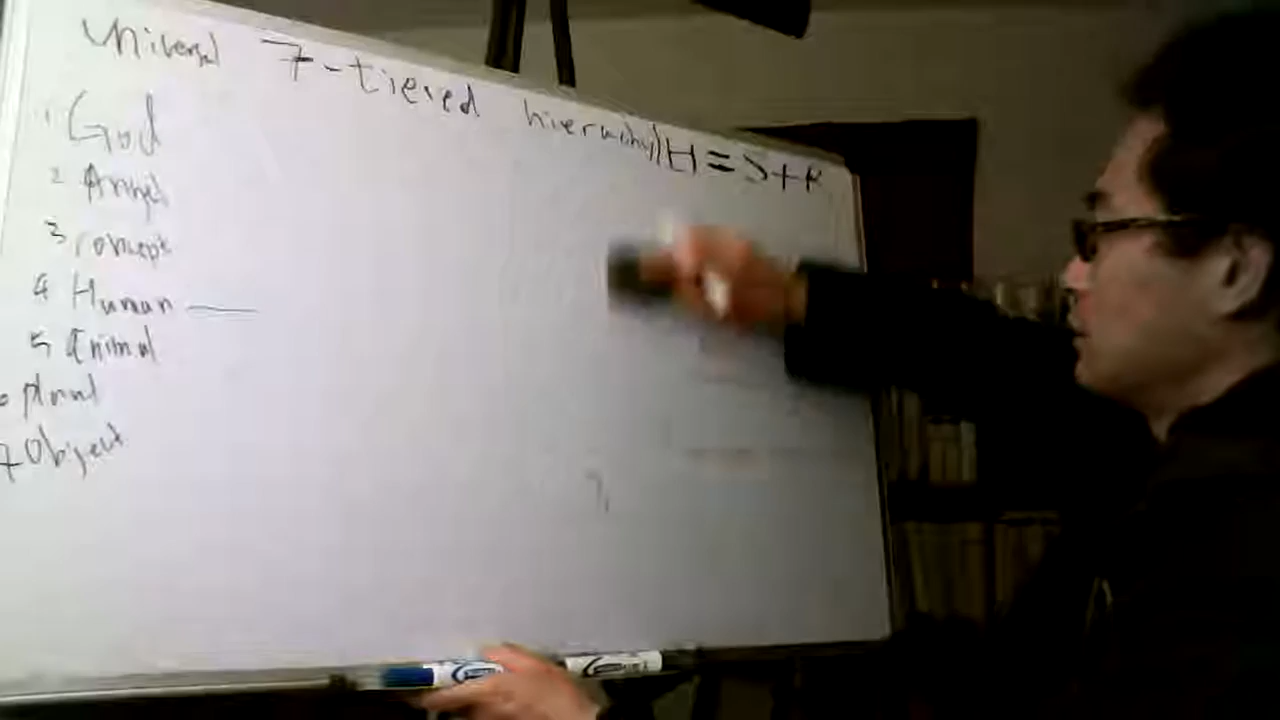 Universal 7-tiered hierarchy H = S + R
1 God
2 Angel
3 concept
4 Human —
5 Animal
6 Plant
7 Object